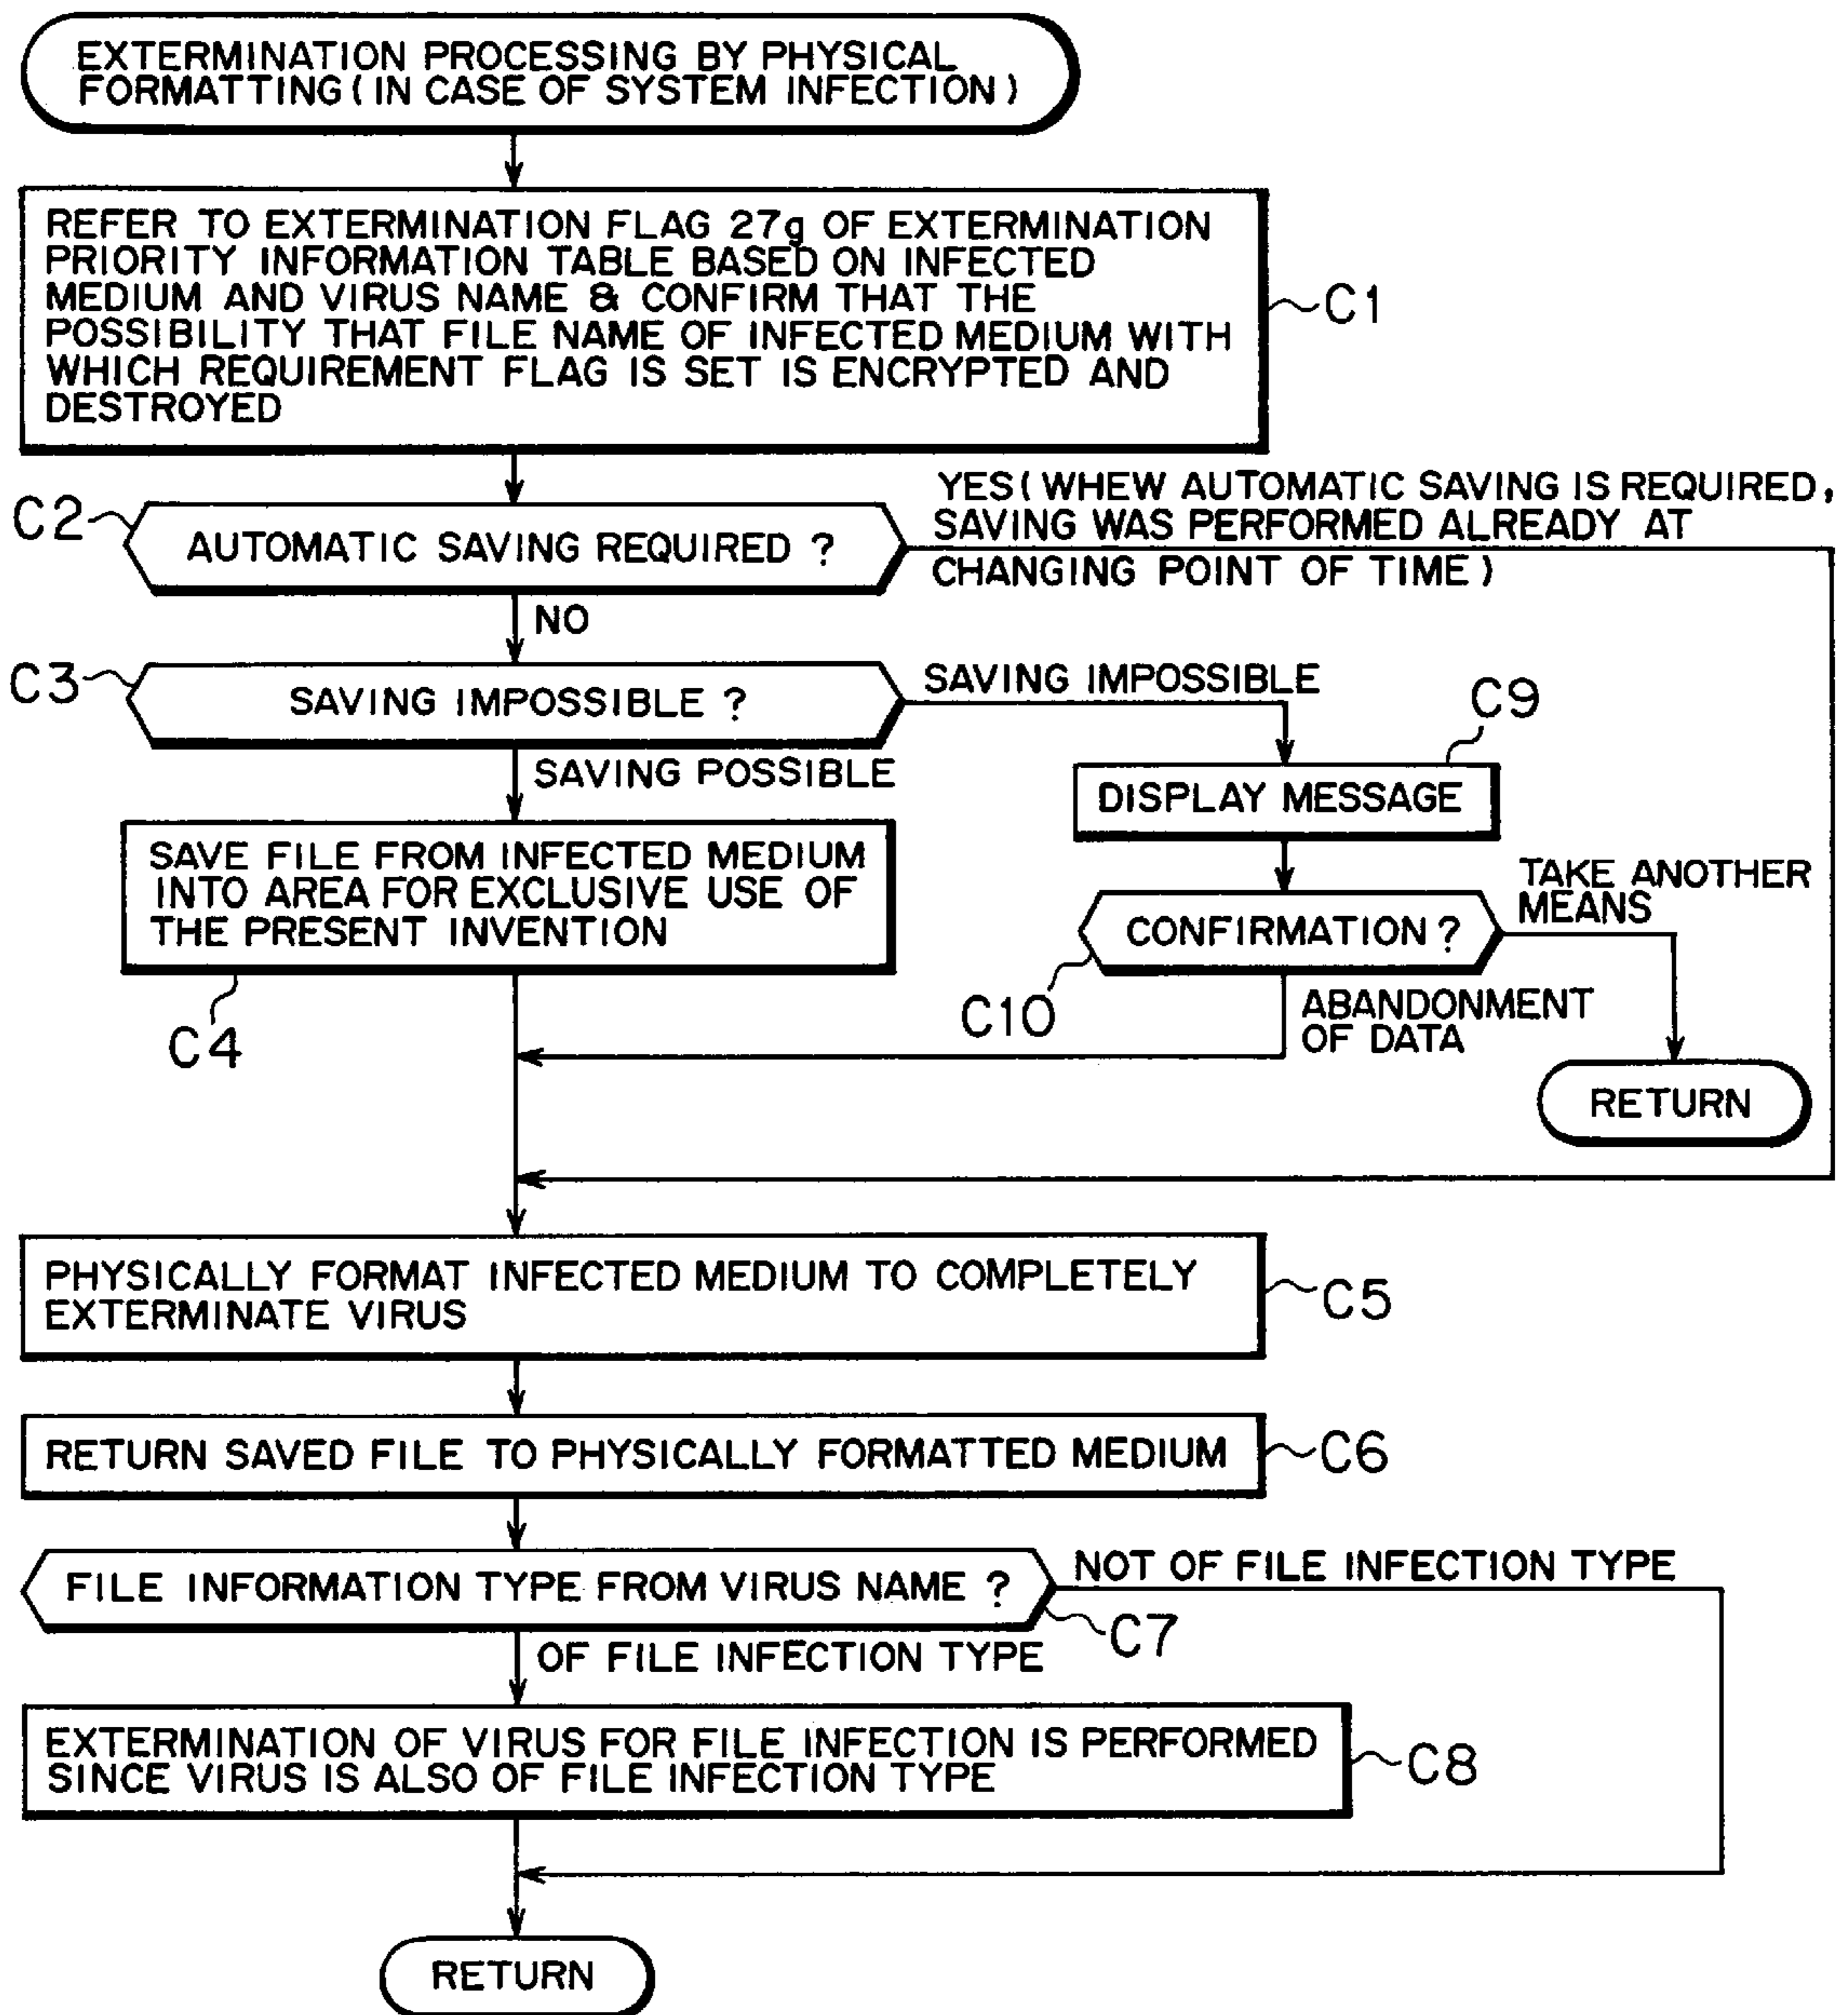 EXTERMINATION PROCESSING BY PHYSICAL
FORMATTING (IN CASE OF SYSTEM INFECTION)
REFER TO EXTERMINATION FLAG 27g OF EXTERMINATION
PRIORITY INFORMATION TABLE BASED ON INFECTED
MEDIUM AND VIRUS NAME & CONFIRM THAT THE
POSSIBILITY THAT FILE NAME OF INFECTED MEDIUM WITH
WHICH REQUIREMENT FLAG IS SET IS ENCRYPTED AND
DESTROYED
C1
C2
AUTOMATIC SAVING REQUIRED ?
YES (WHEW AUTOMATIC SAVING IS REQUIRED,
SAVING WAS PERFORMED ALREADY AT
CHANGING POINT OF TIME)
NO
C3
SAVING IMPOSSIBLE ?
SAVING IMPOSSIBLE
SAVING POSSIBLE
C9
DISPLAY MESSAGE
SAVE FILE FROM INFECTED MEDIUM
INTO AREA FOR EXCLUSIVE USE OF
THE PRESENT INVENTION
C4
CONFIRMATION ?
C10
TAKE ANOTHER
MEANS
ABANDONMENT
OF DATA
RETURN
PHYSICALLY FORMAT INFECTED MEDIUM TO COMPLETELY
EXTERMINATE VIRUS
C5
RETURN SAVED FILE TO PHYSICALLY FORMATTED MEDIUM
C6
FILE INFORMATION TYPE FROM VIRUS NAME ?
NOT OF FILE INFECTION TYPE
C7
OF FILE INFECTION TYPE
EXTERMINATION OF VIRUS FOR FILE INFECTION IS PERFORMED
SINCE VIRUS IS ALSO OF FILE INFECTION TYPE
C8
RETURN